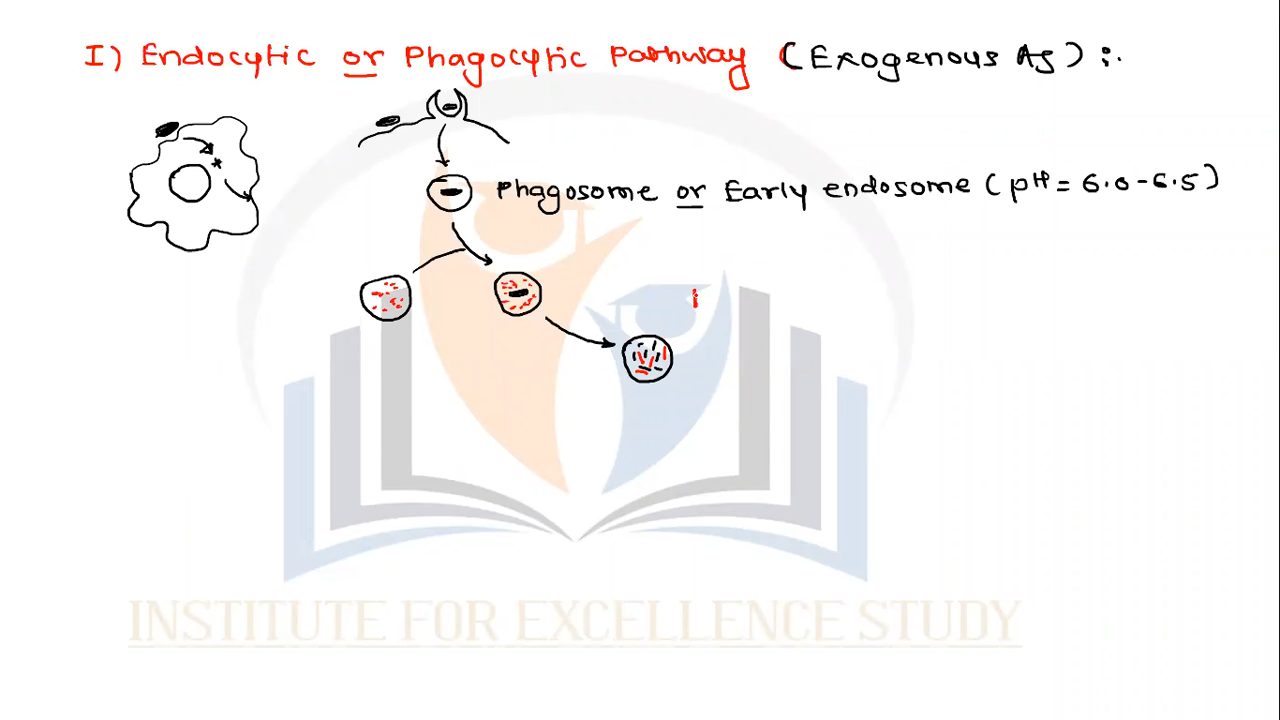 I) Endocytic or Phagocytic Pathway (Exogenous Ag) :-
Phagosome or Early endosome (pH = 6.0-6.5)
INSTITUTE FOR EXCELLENCE STUDY